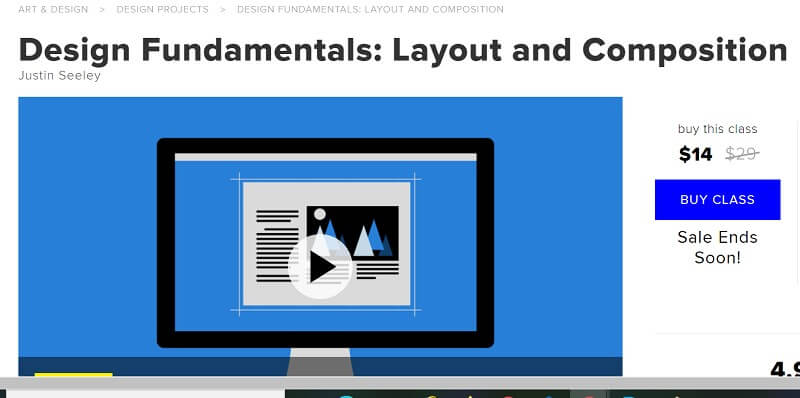 ART & DESIGN > DESIGN PROJECTS > DESIGN FUNDAMENTALS: LAYOUT AND COMPOSITION
Design Fundamentals: Layout and Composition
Justin Seeley
buy this class
$14 $29
BUY CLASS
Sale Ends
Soon!
4.9